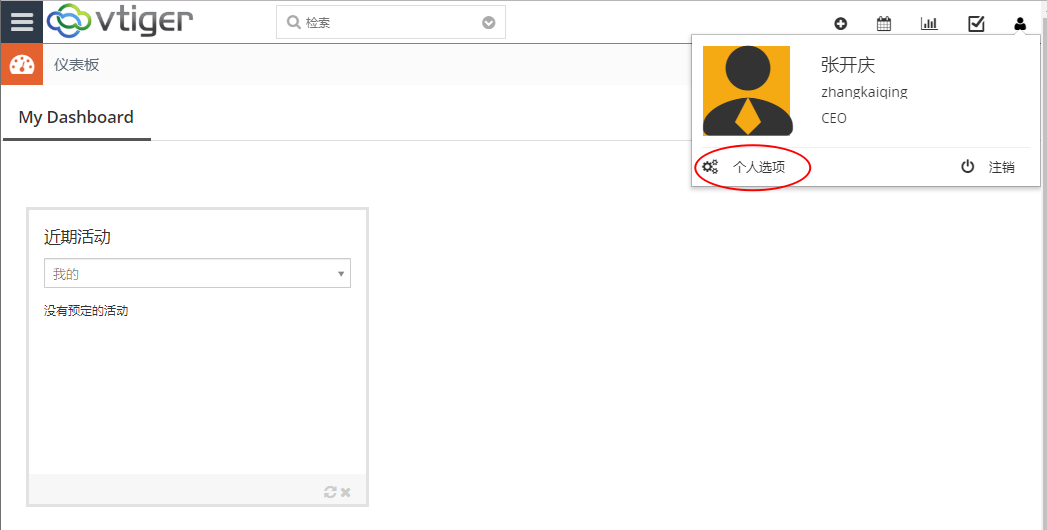 vtiger
检索
仪表板
My Dashboard
张开庆
zhangkaiqing
CEO
个人选项
注销
近期活动
我的
没有预定的活动